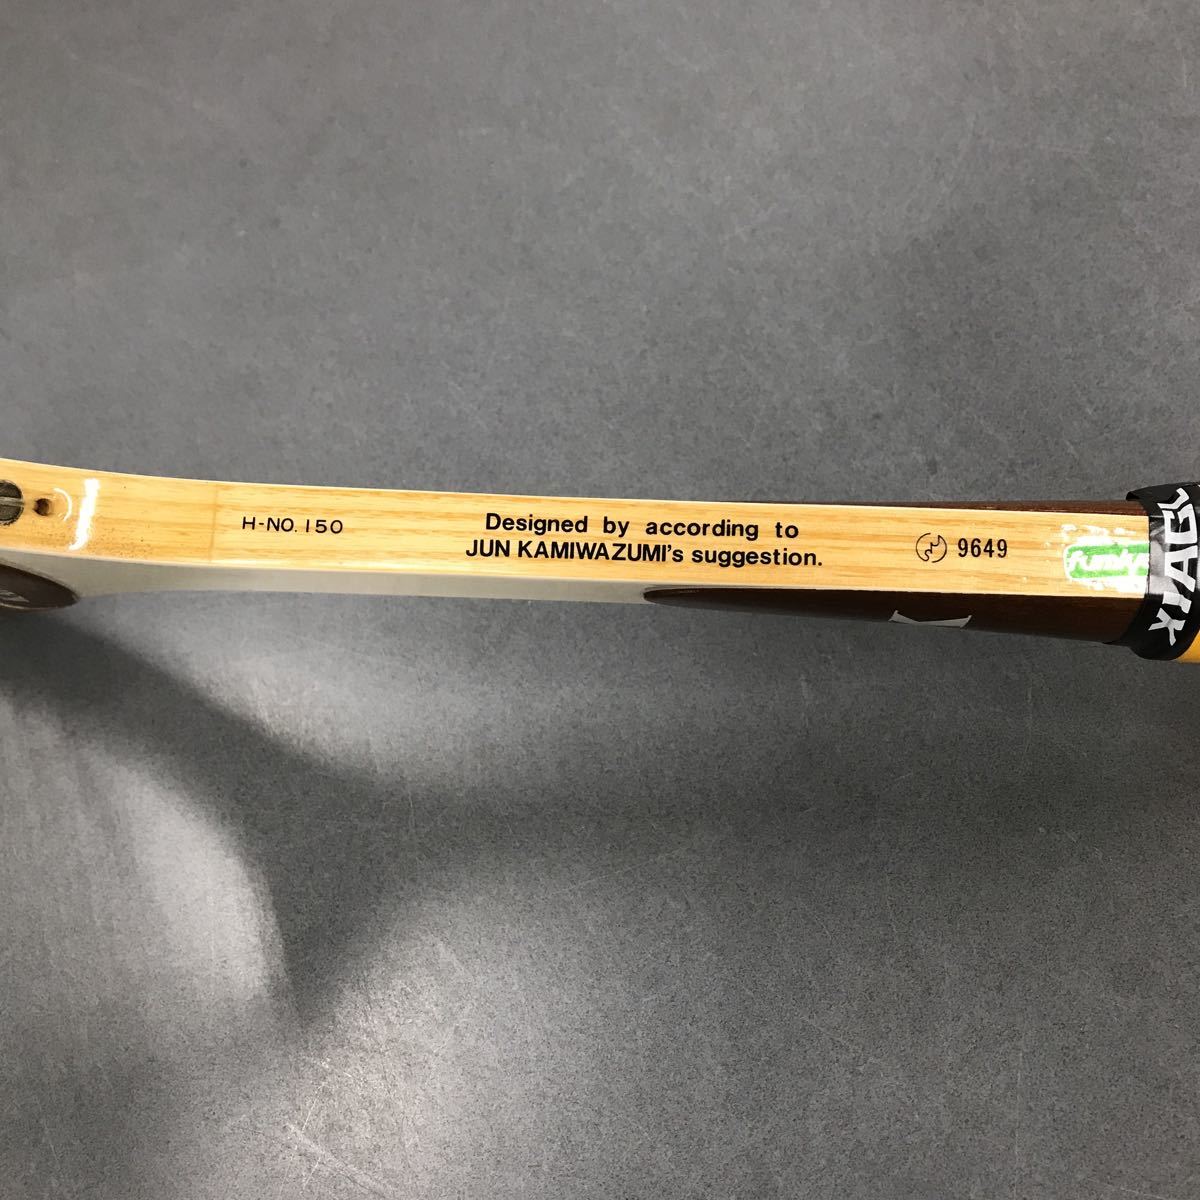 H-NO. 150
Designed by according to
JUN KAMIWAZUMI's suggestion.
9649